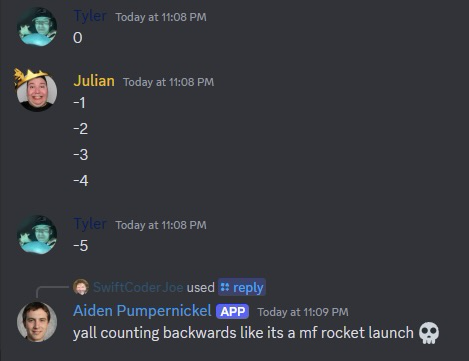 Tyler Today at 11:08 PM
0
Julian Today at 11:08 PM
-1
-2
-3
-4
Tyler Today at 11:08 PM
-5
SwiftCoderJoe used reply
Aiden Pumpernickel APP Today at 11:09 PM
yall counting backwards like its a mf rocket launch 💀